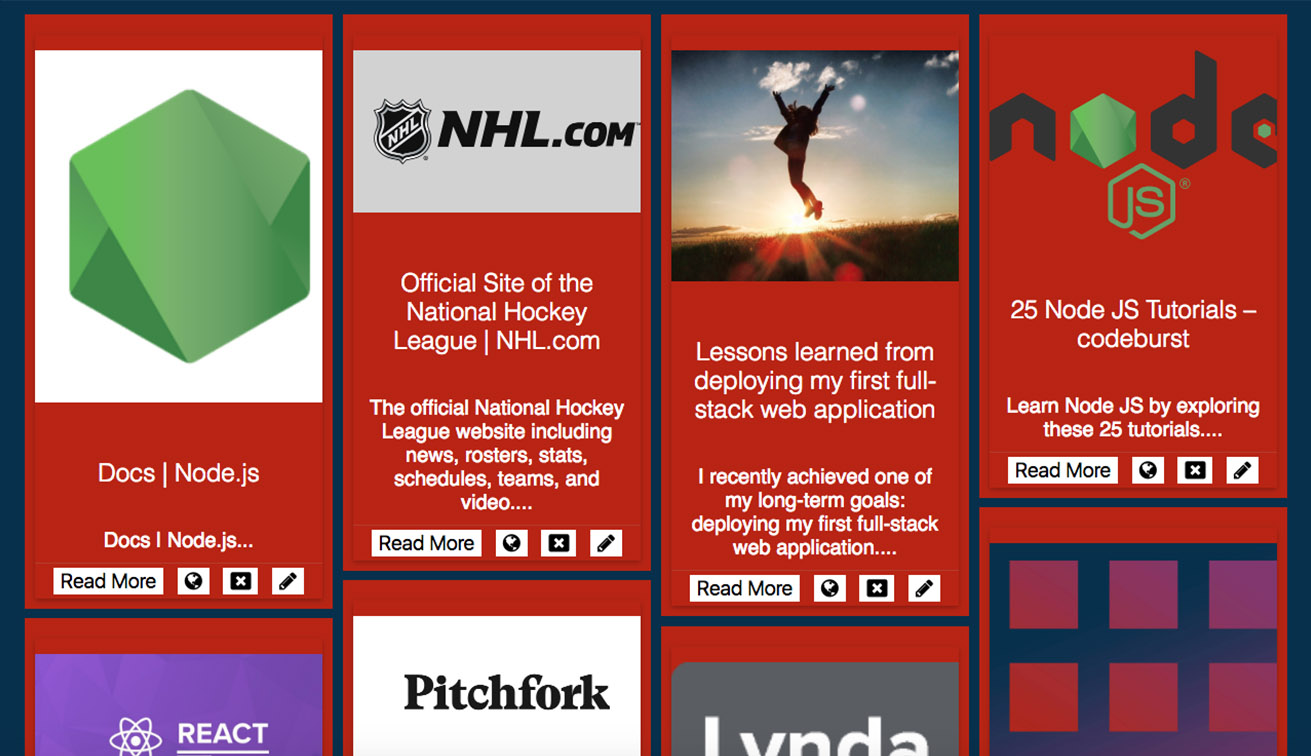 Docs | Node.js
Docs | Node.js...
Read More
REACT
NHL
NHL.COM™
Official Site of the
National Hockey
League | NHL.com
The official National Hockey
League website including
news, rosters, stats,
schedules, teams, and
video....
Read More
Pitchfork
Lessons learned from
deploying my first full-
stack web application
I recently achieved one of
my long-term goals:
deploying my first full-stack
web application....
Read More
Lynda
node
JS®
25 Node JS Tutorials –
codeburst
Learn Node JS by exploring
these 25 tutorials....
Read More